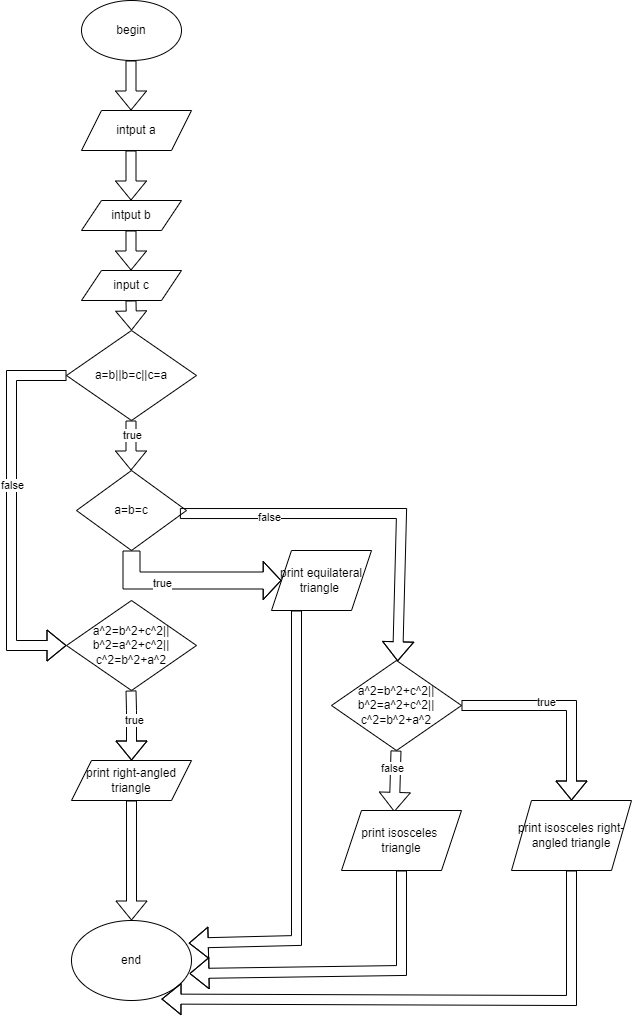 begin
intput a
intput b
input c
a=b||b=c||c=a
true
false
a=b=c
false
true
print equilateral
triangle
a^2=b^2+c^2||
b^2=a^2+c^2||
c^2=b^2+a^2
a^2=b^2+c^2||
b^2=a^2+c^2||
c^2=b^2+a^2
true
true
false
print right-angled
triangle
print isosceles
triangle
print isosceles right-
angled triangle
end